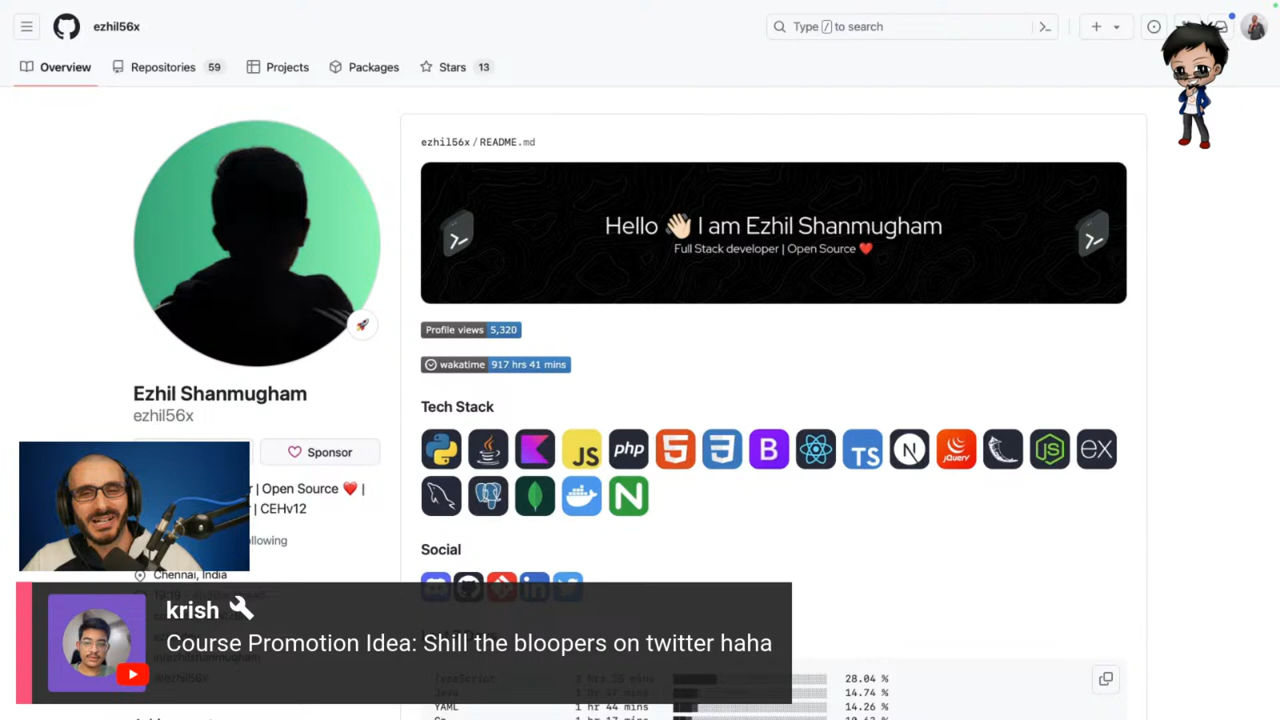 ezhil56x
Type / to search
Overview
Repositories 59
Projects
Packages
Stars 13
ezhil56x / README.md
Hello 👋🏻 I am Ezhil Shanmugham
Full Stack developer | Open Source ❤️
Profile views 5,320
wakatime 917 hrs 41 mins
Tech Stack
JS
php
B
TS
N
jQuery
JS
ex
N
Social
Ezhil Shanmugham
ezhil56x
Sponsor
| Open Source ❤️ |
| CEHv12
Chennai, India
krish
Course Promotion Idea: Shill the bloopers on twitter haha
28.04 %
14.74 %
YAML 1 hr 44 mins 14.26 %